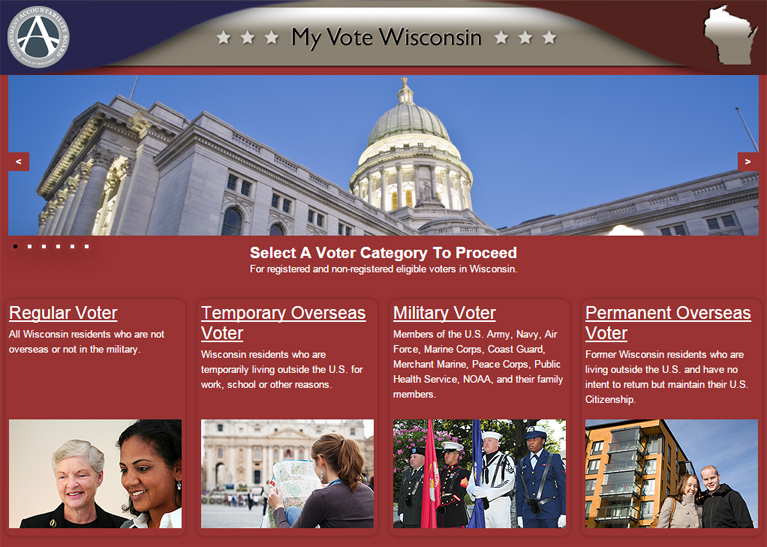 GOVERNMENT ACCOUNTABILITY BOARD
My Vote Wisconsin
<
>
Select A Voter Category To Proceed
For registered and non-registered eligible voters in Wisconsin.
Regular Voter
All Wisconsin residents who are not
overseas or not in the military.
Temporary Overseas
Voter
Wisconsin residents who are
temporarily living outside the U.S. for
work, school or other reasons.
Military Voter
Members of the U.S. Army, Navy, Air
Force, Marine Corps, Coast Guard,
Merchant Marine, Peace Corps, Public
Health Service, NOAA, and their family
members.
Permanent Overseas
Voter
Former Wisconsin residents who are
living outside the U.S. and have no
intent to return but maintain their U.S.
Citizenship.